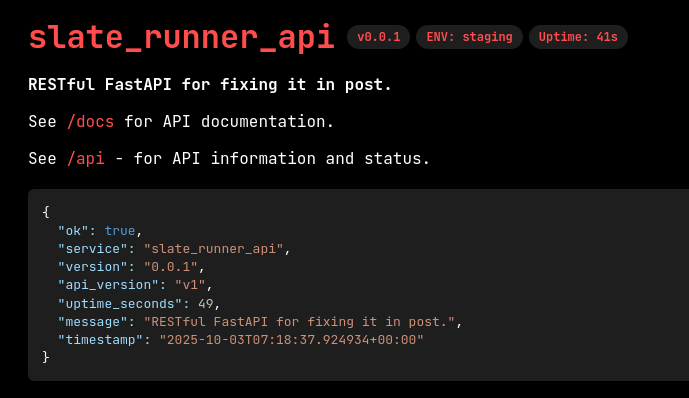 slate_runner_api v0.0.1 ENV: staging Uptime: 41s
RESTful FastAPI for fixing it in post.
See /docs for API documentation.
See /api - for API information and status.
{
  "ok": true,
  "service": "slate_runner_api",
  "version": "0.0.1",
  "api_version": "v1",
  "uptime_seconds": 49,
  "message": "RESTful FastAPI for fixing it in post.",
  "timestamp": "2025-10-03T07:18:37.924934+00:00"
}